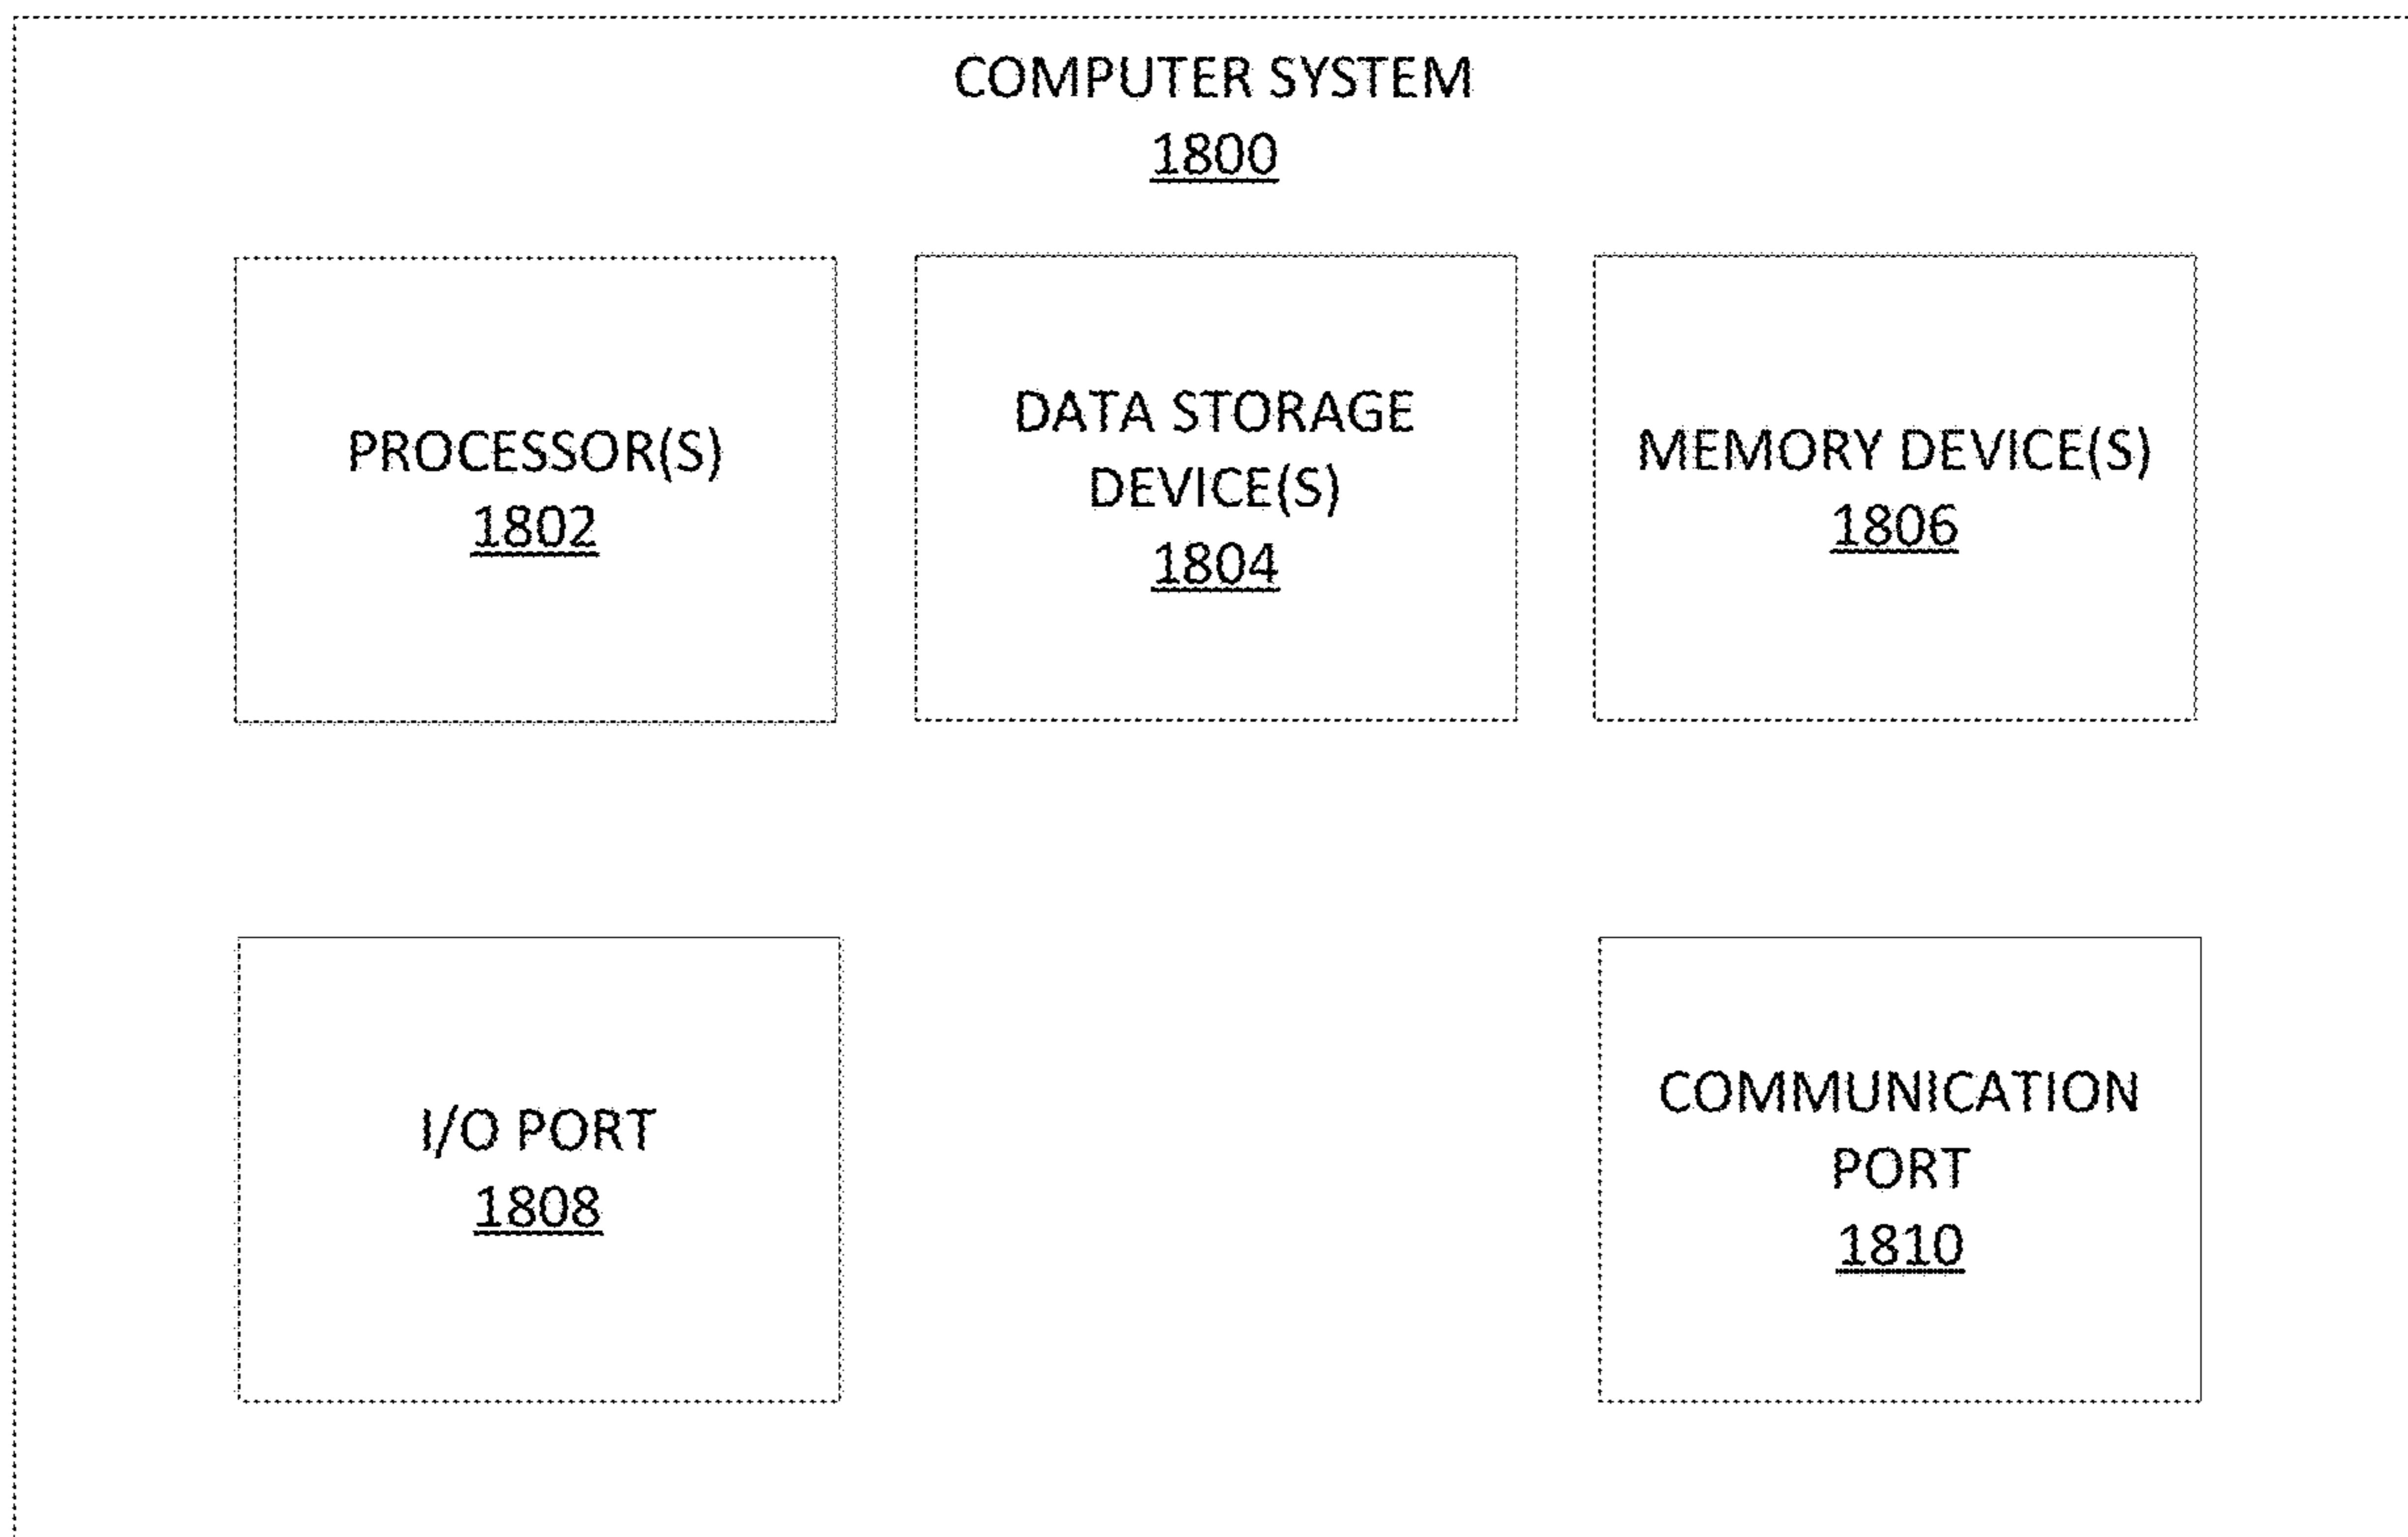 COMPUTER SYSTEM
1800
PROCESSOR(S)
1802
DATA STORAGE
DEVICE(S)
1804
MEMORY DEVICE(S)
1806
I/O PORT
1808
COMMUNICATION
PORT
1810